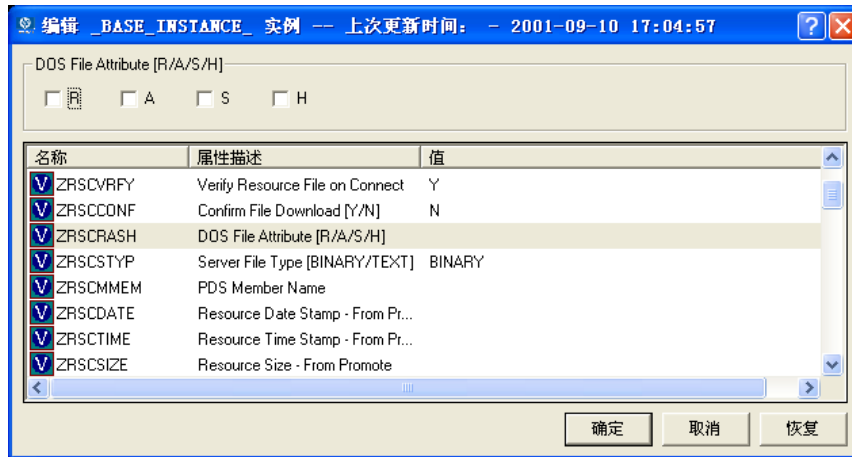 编辑 _BASE_INSTANCE_ 实例 -- 上次更新时间： - 2001-09-10 17:04:57
DOS File Attribute [R/A/S/H]
R A S H
名称 属性描述 值
ZRSCVRFY Verify Resource File on Connect Y
ZRSCCONF Confirm File Download [Y/N] N
ZRSCRASH DOS File Attribute [R/A/S/H]
ZRSCSTYP Server File Type [BINARY/TEXT] BINARY
ZRSCMMEM PDS Member Name
ZRSCDATE Resource Date Stamp - From Pr...
ZRSCTIME Resource Time Stamp - From Pr...
ZRSCSIZE Resource Size - From Promote
确定 取消 恢复